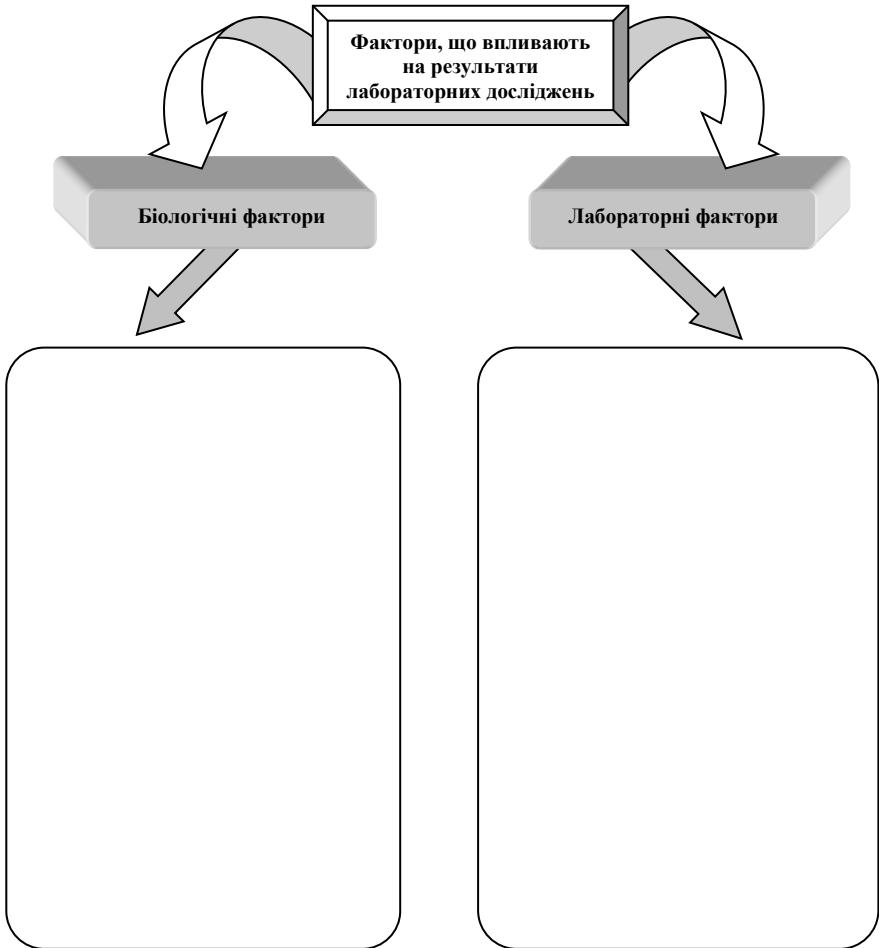 Фактори, що впливають
на результати
лабораторних досліджень
Біологічні фактори
Лабораторні фактори